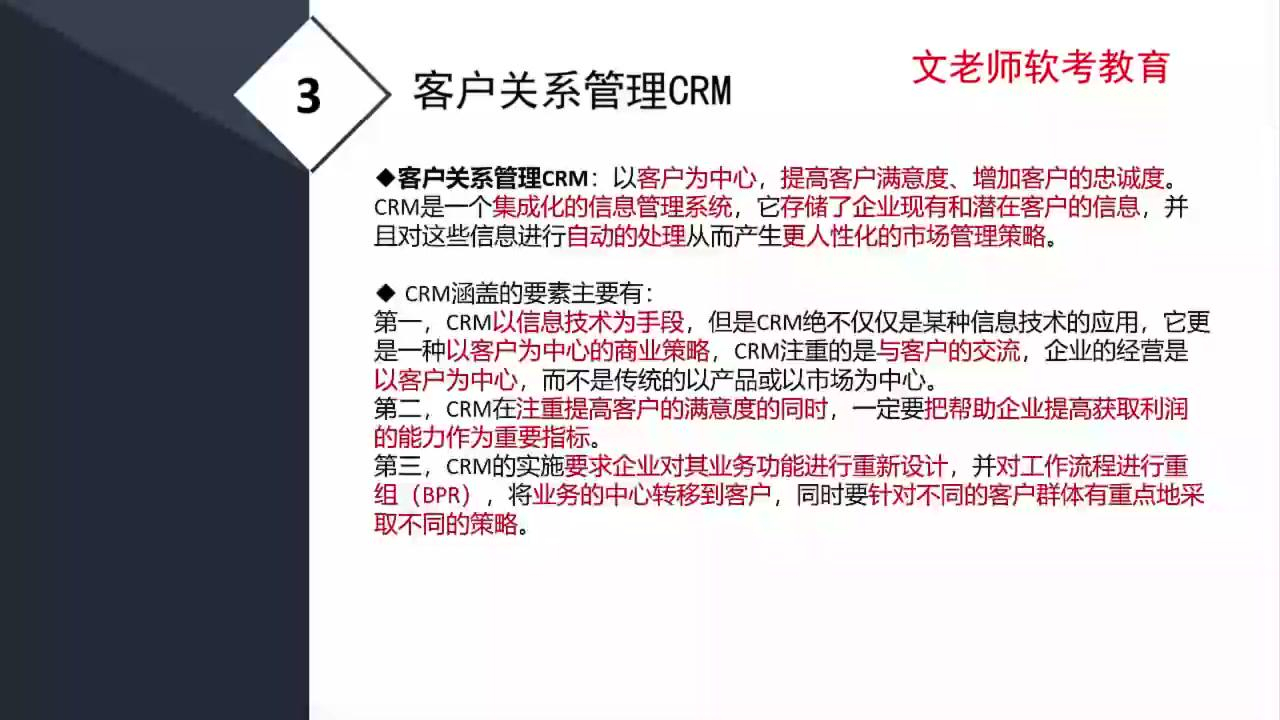 3
客户关系管理CRM
文老师软考教育
◆客户关系管理CRM：以客户为中心，提高客户满意度、增加客户的忠诚度。
CRM是一个集成化的信息管理系统，它存储了企业现有和潜在客户的信息，并
且对这些信息进行自动的处理从而产生更人性化的市场管理策略。
◆ CRM涵盖的要素主要有：
第一，CRM以信息技术为手段，但是CRM绝不仅仅是某种信息技术的应用，它更
是一种以客户为中心的商业策略，CRM注重的是与客户的交流，企业的经营是
以客户为中心，而不是传统的以产品或以市场为中心。
第二，CRM在注重提高客户的满意度的同时，一定要把帮助企业提高获取利润
的能力作为重要指标。
第三，CRM的实施要求企业对其业务功能进行重新设计，并对工作流程进行重
组（BPR），将业务的中心转移到客户，同时要针对不同的客户群体有重点地采
取不同的策略。